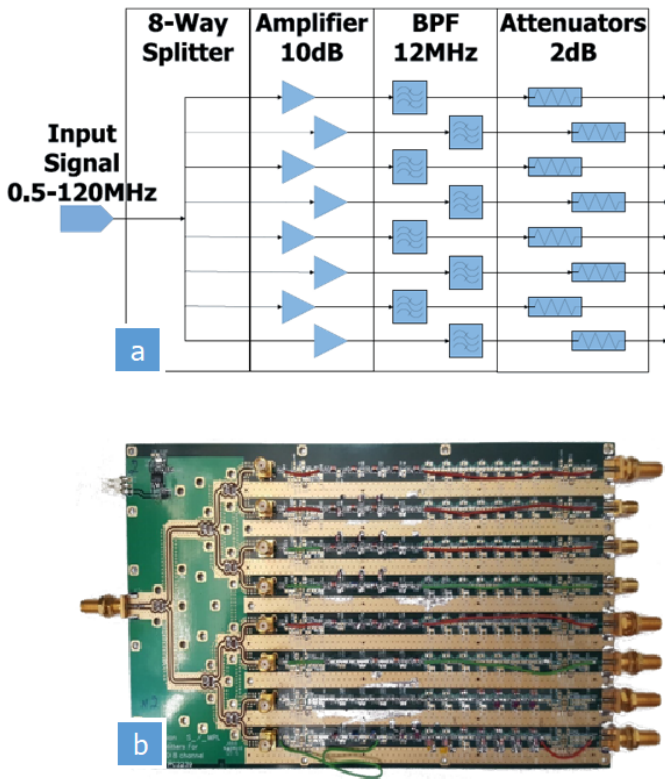 8-Way
Splitter
Amplifier
10dB
BPF
12MHz
Attenuators
2dB
Input
Signal
0.5-120MHz
a
b